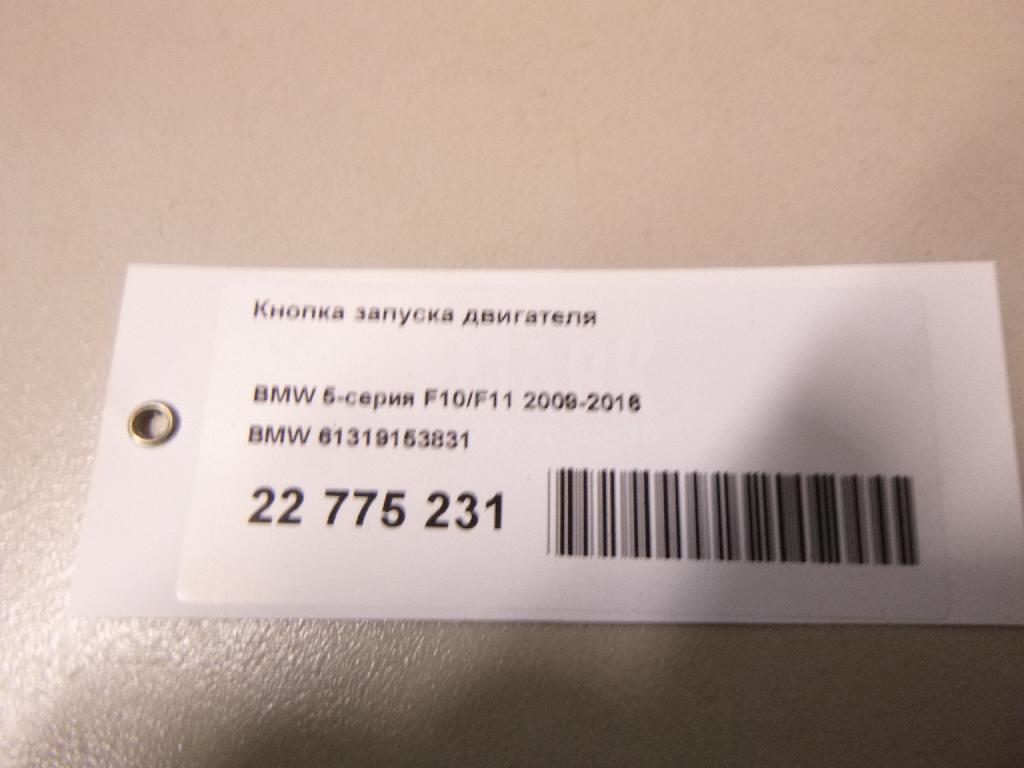 Кнопка запуска двигателя
BMW 5-серия F10/F11 2009-2016
BMW 61319153831
22 775 231